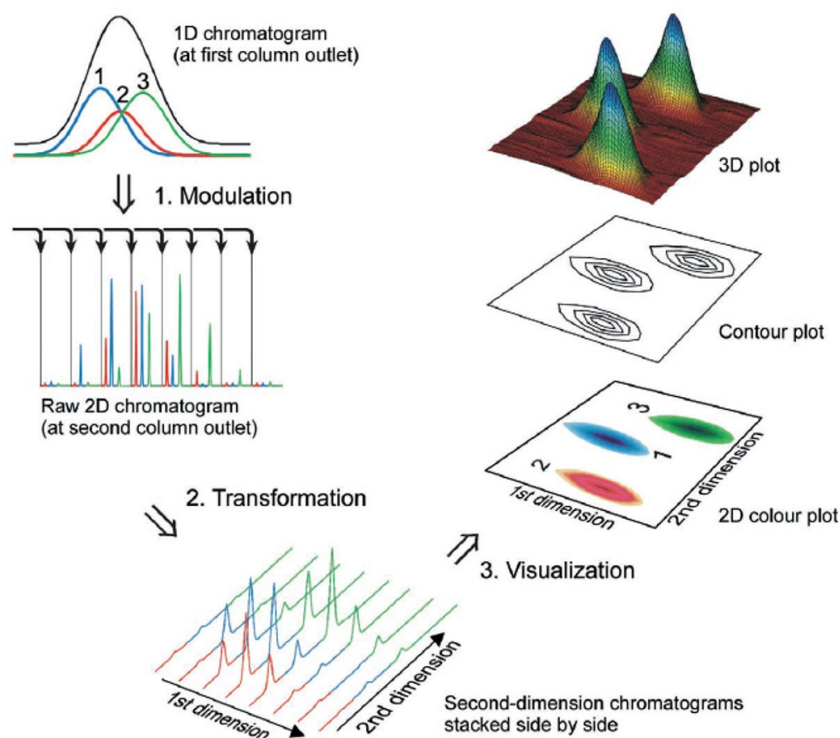 1D chromatogram
(at first column outlet)
1
2
3
1. Modulation
Raw 2D chromatogram
(at second column outlet)
2. Transformation
1st dimension
2nd dimension
Second-dimension chromatograms
stacked side by side
3. Visualization
3D plot
Contour plot
3
1
2
1st dimension
2nd dimension
2D colour plot